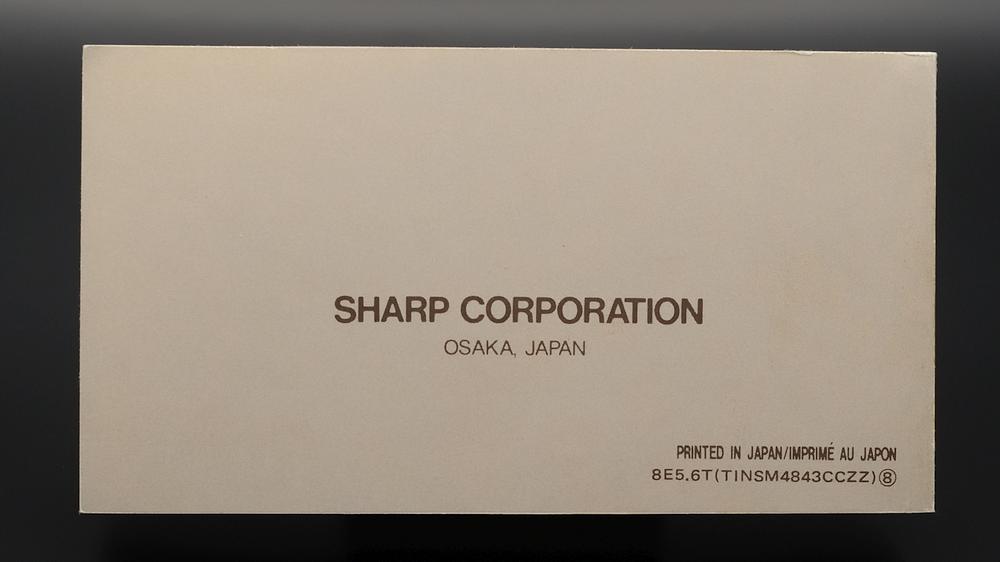 SHARP CORPORATION
OSAKA, JAPAN
PRINTED IN JAPAN/IMPRIMÉ AU JAPON
8E5.6T(TINSM4843CCZZ)⑧